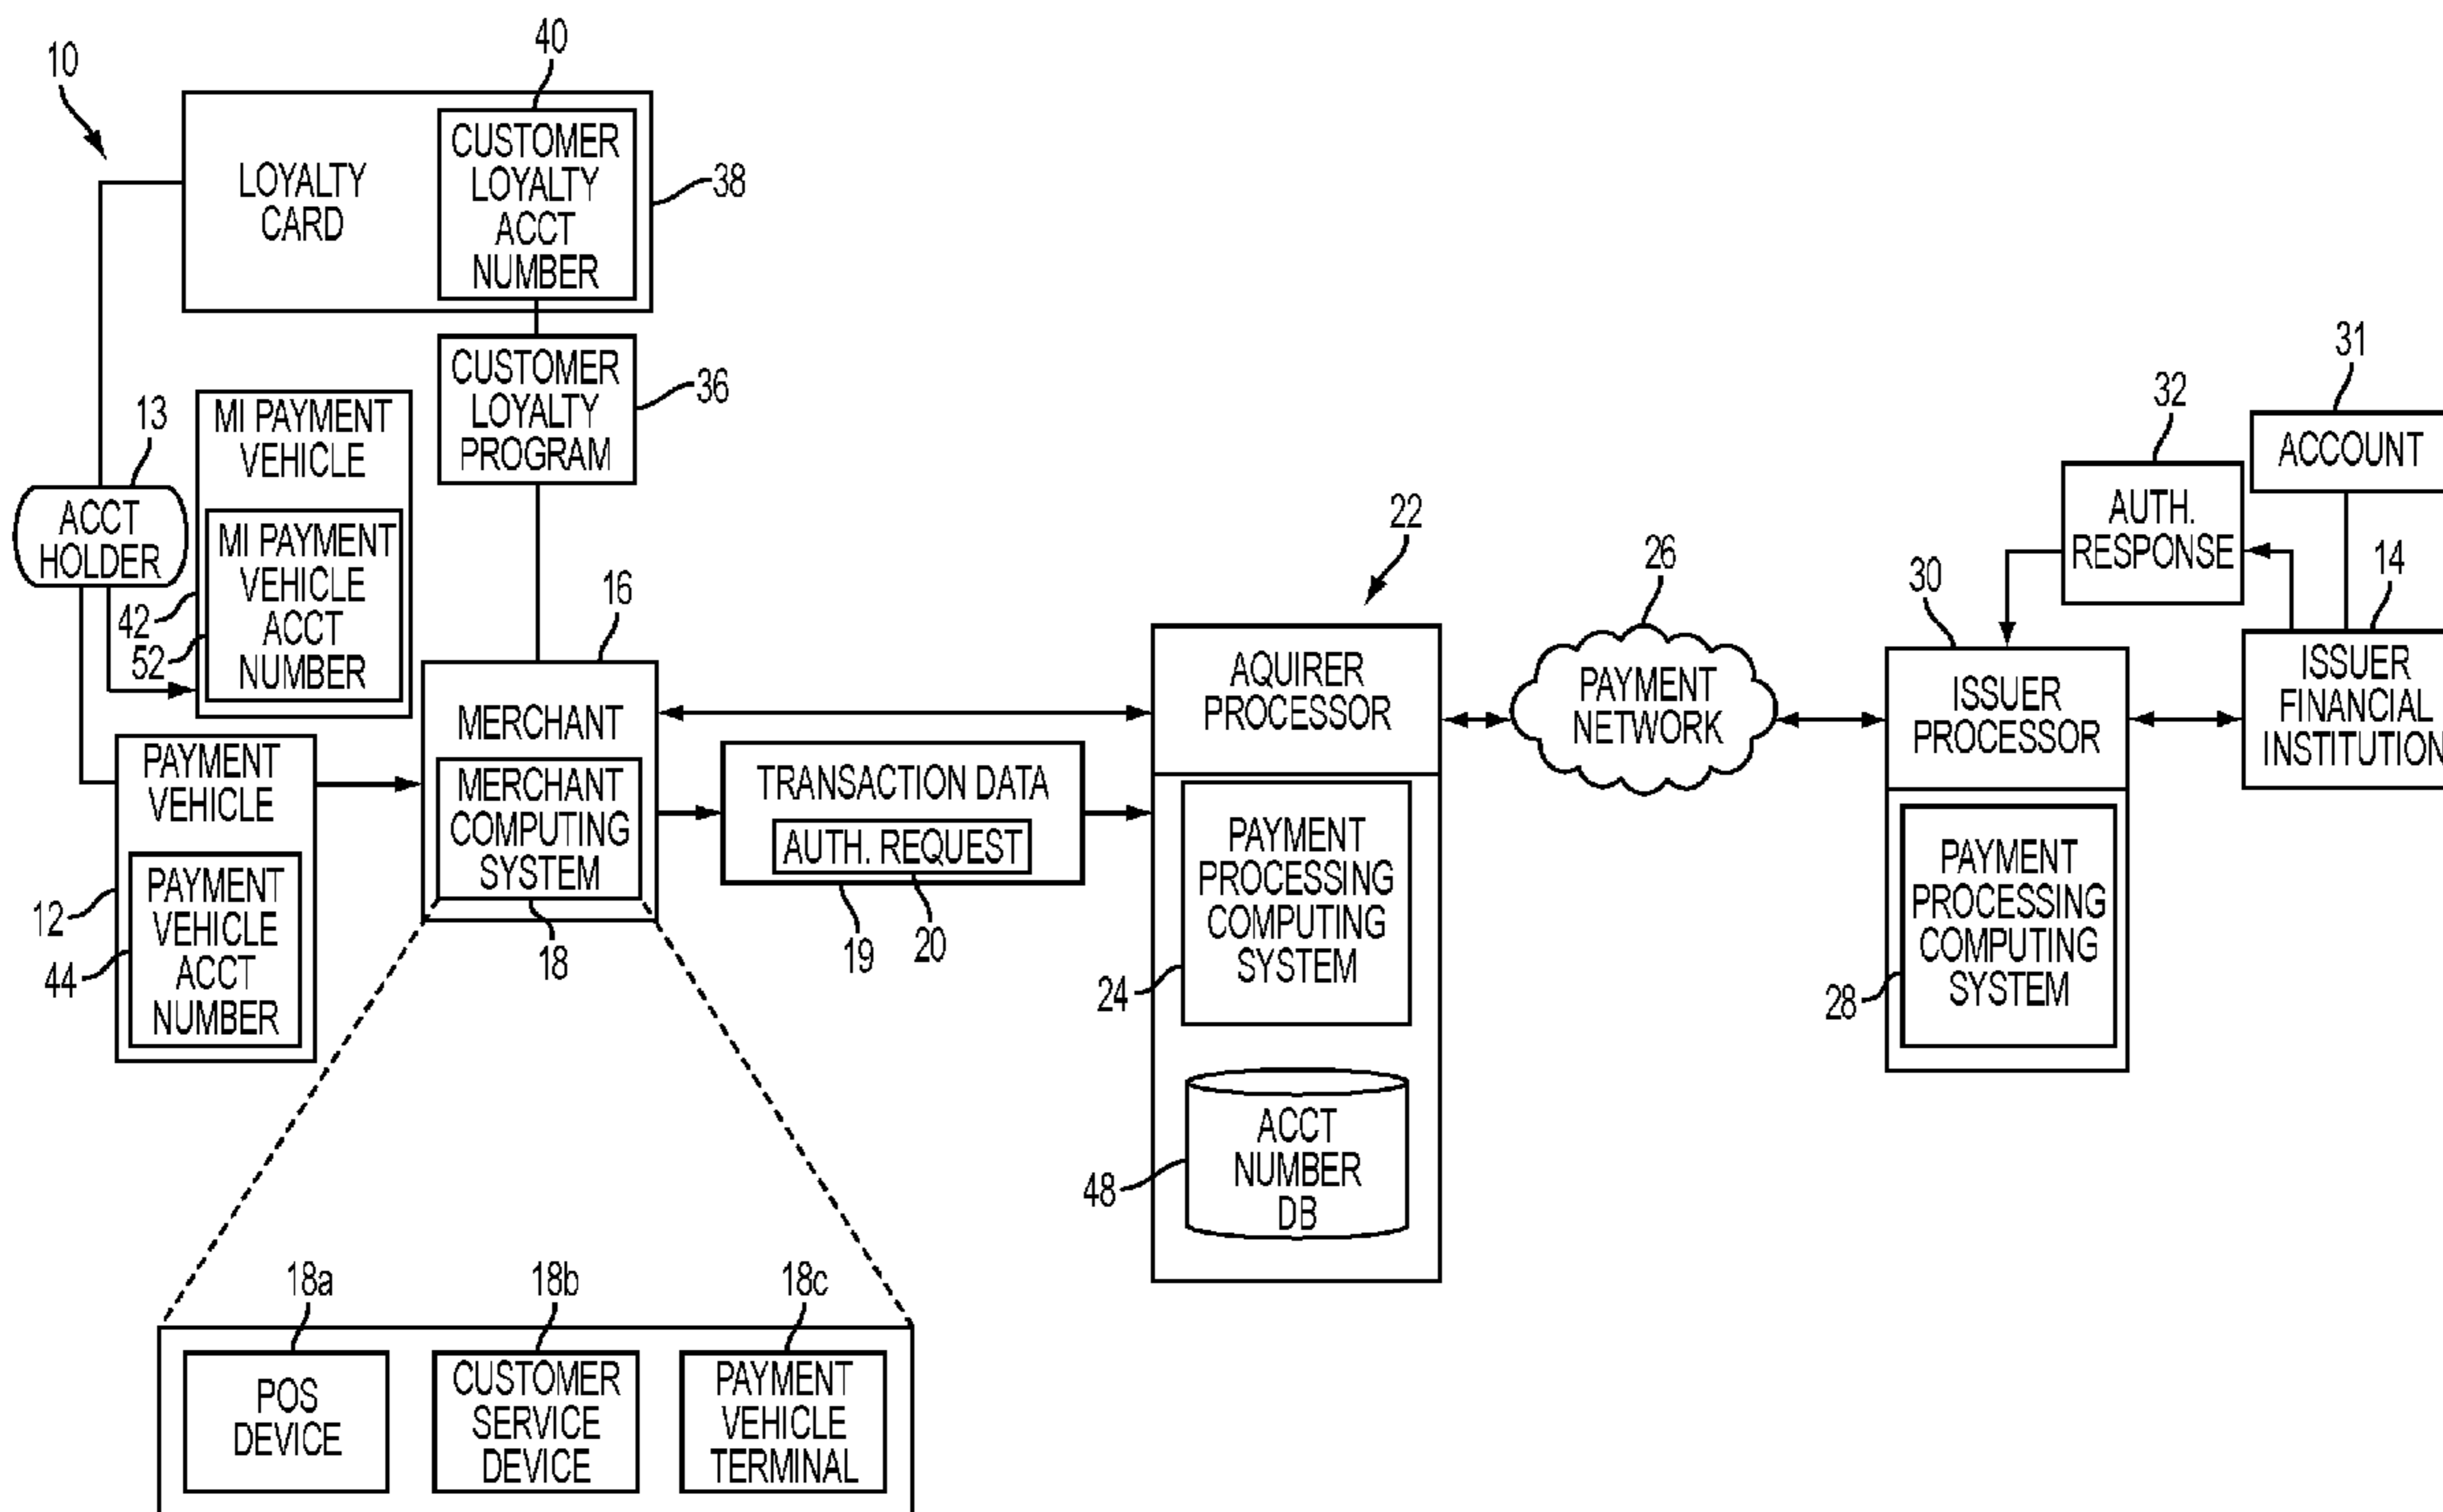 10
40
LOYALTY
CARD
CUSTOMER
LOYALTY
ACCT
NUMBER
38
CUSTOMER
LOYALTY
PROGRAM
36
13
ACCT
HOLDER
MI PAYMENT
VEHICLE
MI PAYMENT
VEHICLE
ACCT
NUMBER
42
52
PAYMENT
VEHICLE
PAYMENT
VEHICLE
ACCT
NUMBER
12
44
16
MERCHANT
MERCHANT
COMPUTING
SYSTEM
18
TRANSACTION DATA
AUTH. REQUEST
19
20
22
AQUIRER
PROCESSOR
PAYMENT
PROCESSING
COMPUTING
SYSTEM
24
ACCT
NUMBER
DB
48
26
PAYMENT
NETWORK
30
ISSUER
PROCESSOR
PAYMENT
PROCESSING
COMPUTING
SYSTEM
28
32
AUTH.
RESPONSE
31
ACCOUNT
14
ISSUER
FINANCIAL
INSTITUTION
18a
POS
DEVICE
18b
CUSTOMER
SERVICE
DEVICE
18c
PAYMENT
VEHICLE
TERMINAL